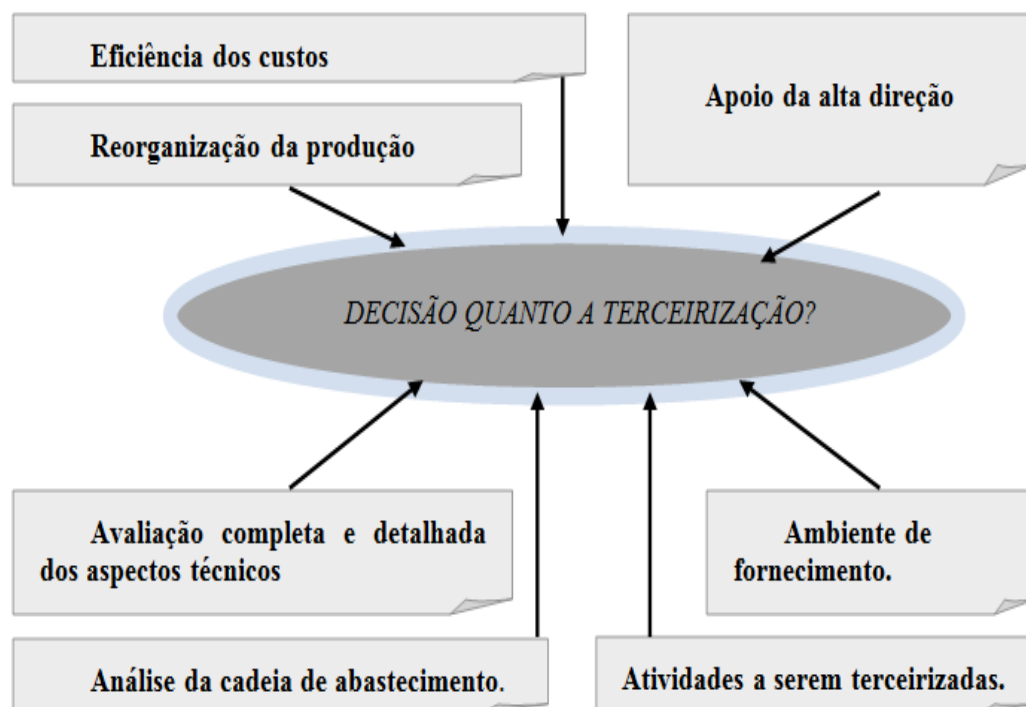 Eficiência dos custos
Apoio da alta direção
Reorganização da produção
DECISÃO QUANTO A TERCEIRIZAÇÃO?
Avaliação completa e detalhada
dos aspectos técnicos
Ambiente de
fornecimento.
Análise da cadeia de abastecimento.
Atividades a serem terceirizadas.